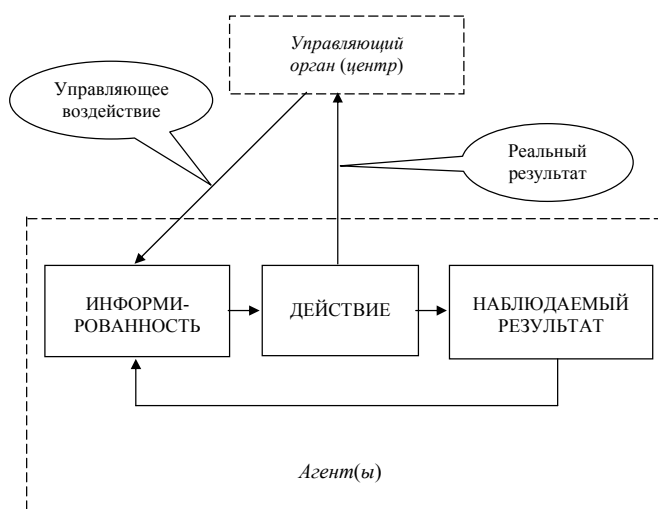 Управляющий
орган (центр)
Управляющее
воздействие
Реальный
результат
ИНФОРМИ-
РОВАННОСТЬ
ДЕЙСТВИЕ
НАБЛЮДАЕМЫЙ
РЕЗУЛЬТАТ
Агент(ы)